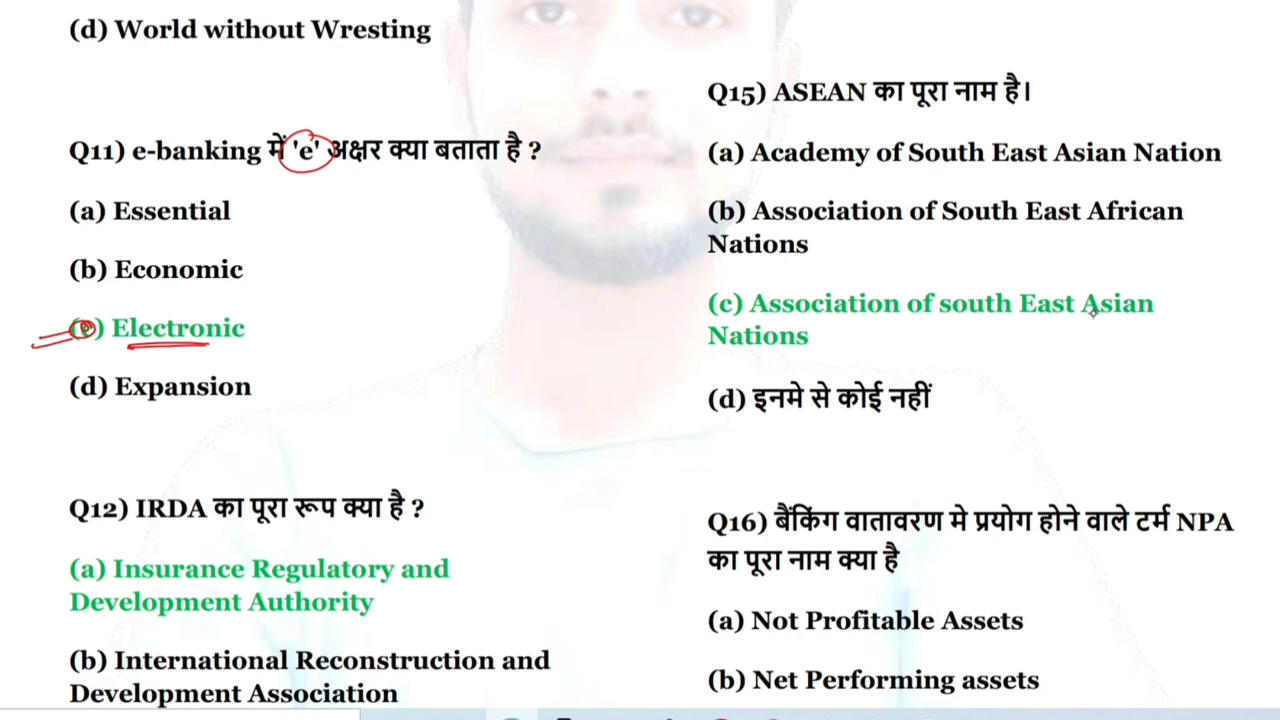 (d) World without Wresting
Q11) e-banking में 'e' अक्षर क्या बताता है ?
(a) Essential
(b) Economic
(c) Electronic
(d) Expansion
Q12) IRDA का पूरा रूप क्या है ?
(a) Insurance Regulatory and
Development Authority
(b) International Reconstruction and
Development Association
Q15) ASEAN का पूरा नाम है।
(a) Academy of South East Asian Nation
(b) Association of South East African
Nations
(c) Association of south East Asian
Nations
(d) इनमे से कोई नहीं
Q16) बैंकिंग वातावरण मे प्रयोग होने वाले टर्म NPA
का पूरा नाम क्या है
(a) Not Profitable Assets
(b) Net Performing assets